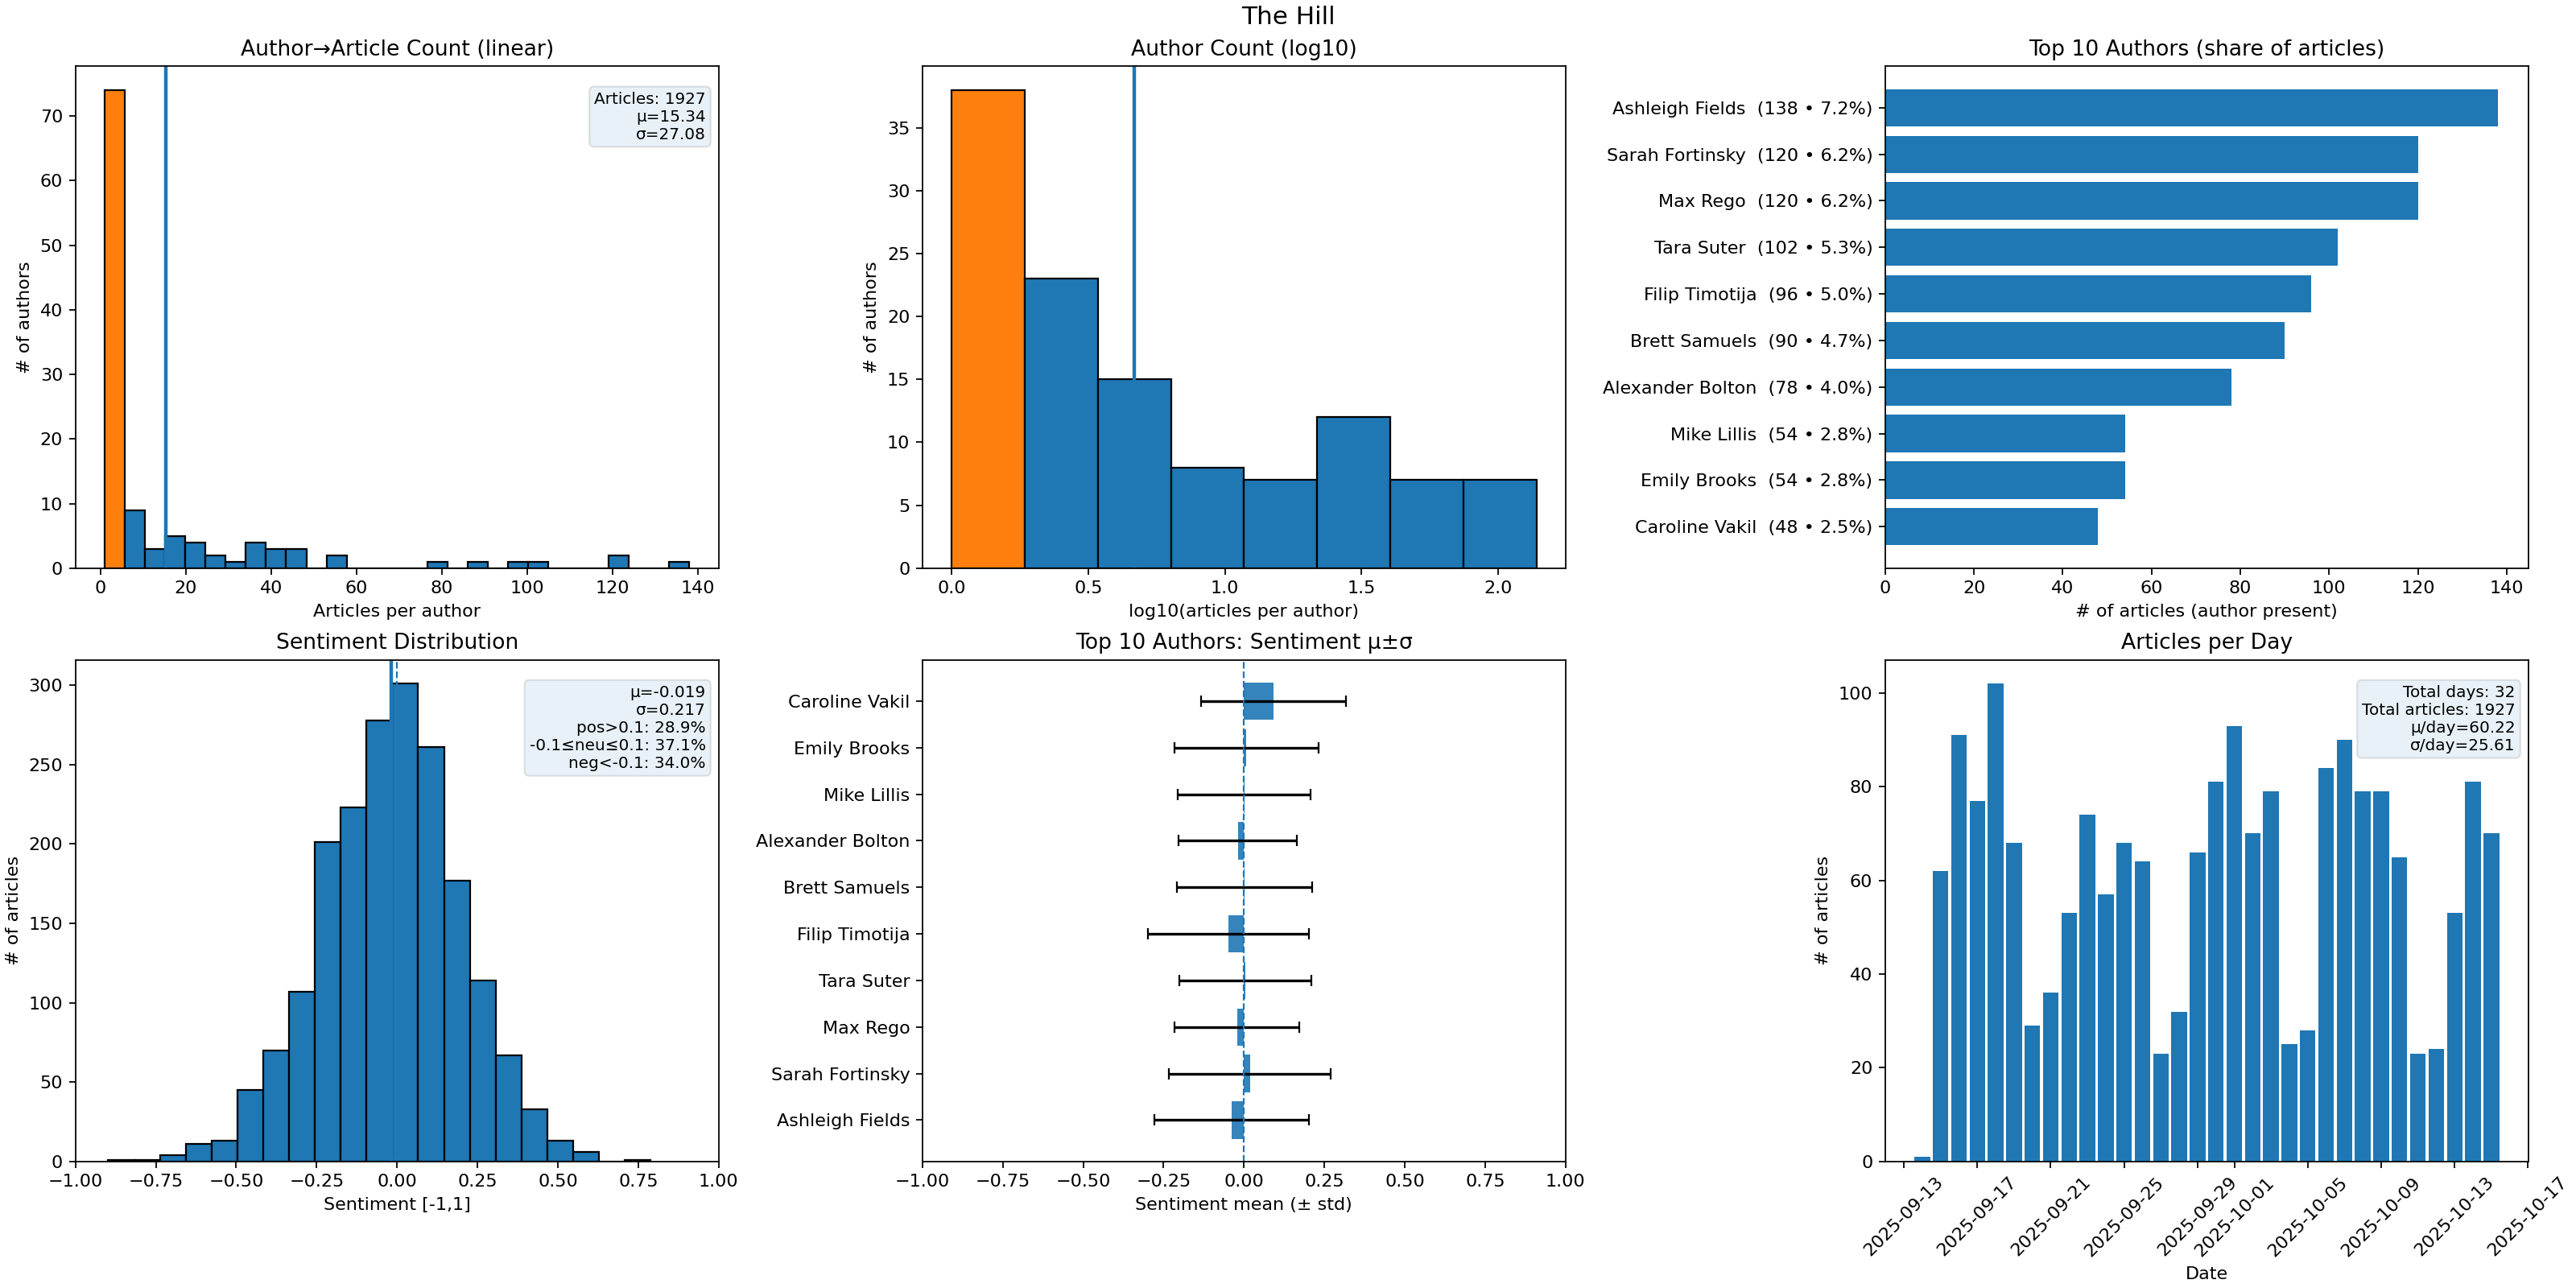 The Hill
Author→Article Count (linear)
# of authors
70
60
50
40
30
20
10
0
Articles: 1927
μ=15.34
σ=27.08
0 20 40 60 80 100 120 140
Articles per author
Author Count (log10)
# of authors
35
30
25
20
15
10
5
0
0.0 0.5 1.0 1.5 2.0
log10(articles per author)
Top 10 Authors (share of articles)
Ashleigh Fields (138 • 7.2%)
Sarah Fortinsky (120 • 6.2%)
Max Rego (120 • 6.2%)
Tara Suter (102 • 5.3%)
Filip Timotija (96 • 5.0%)
Brett Samuels (90 • 4.7%)
Alexander Bolton (78 • 4.0%)
Mike Lillis (54 • 2.8%)
Emily Brooks (54 • 2.8%)
Caroline Vakil (48 • 2.5%)
0 20 40 60 80 100 120 140
# of articles (author present)
Sentiment Distribution
# of articles
300
250
200
150
100
50
0
μ=-0.019
σ=0.217
pos>0.1: 28.9%
-0.1≤neu≤0.1: 37.1%
neg<-0.1: 34.0%
−1.00 −0.75 −0.50 −0.25 0.00 0.25 0.50 0.75 1.00
Sentiment [-1,1]
Top 10 Authors: Sentiment μ±σ
Caroline Vakil
Emily Brooks
Mike Lillis
Alexander Bolton
Brett Samuels
Filip Timotija
Tara Suter
Max Rego
Sarah Fortinsky
Ashleigh Fields
−1.00 −0.75 −0.50 −0.25 0.00 0.25 0.50 0.75 1.00
Sentiment mean (± std)
Articles per Day
# of articles
100
80
60
40
20
0
Total days: 32
Total articles: 1927
μ/day=60.22
σ/day=25.61
2025-09-13
2025-09-17
2025-09-21
2025-09-25
2025-09-29
2025-10-01
2025-10-05
2025-10-09
2025-10-13
2025-10-17
Date